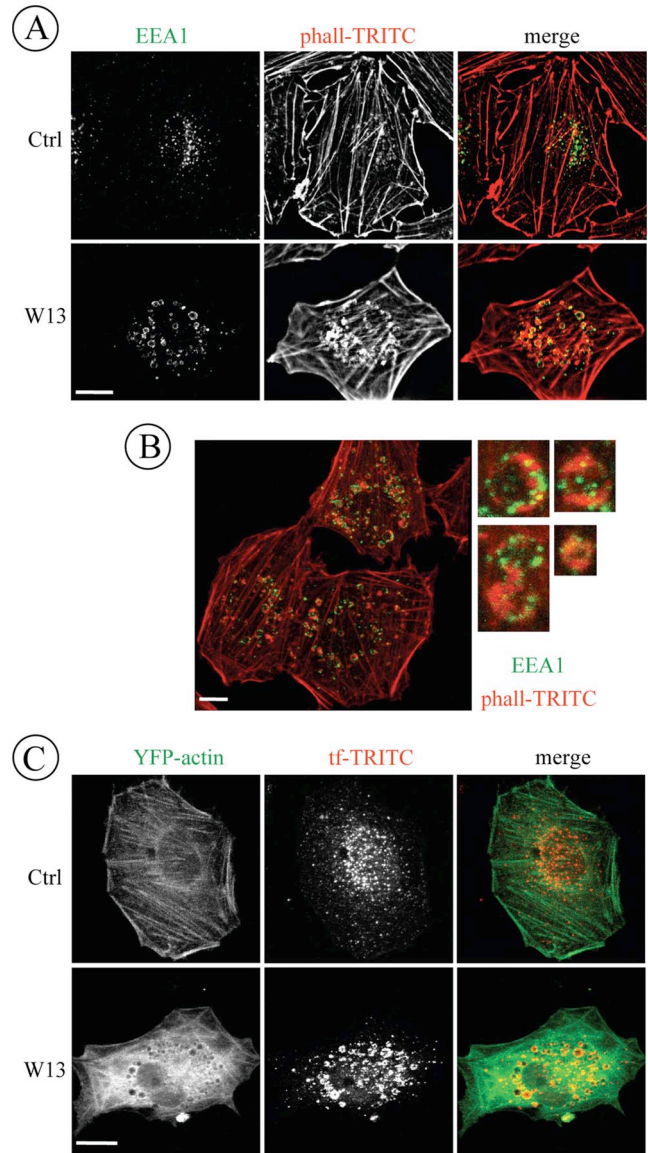 A
EEA1 phall-TRITC merge
Ctrl
W13
B
EEA1
phall-TRITC
C
YFP-actin tf-TRITC merge
Ctrl
W13